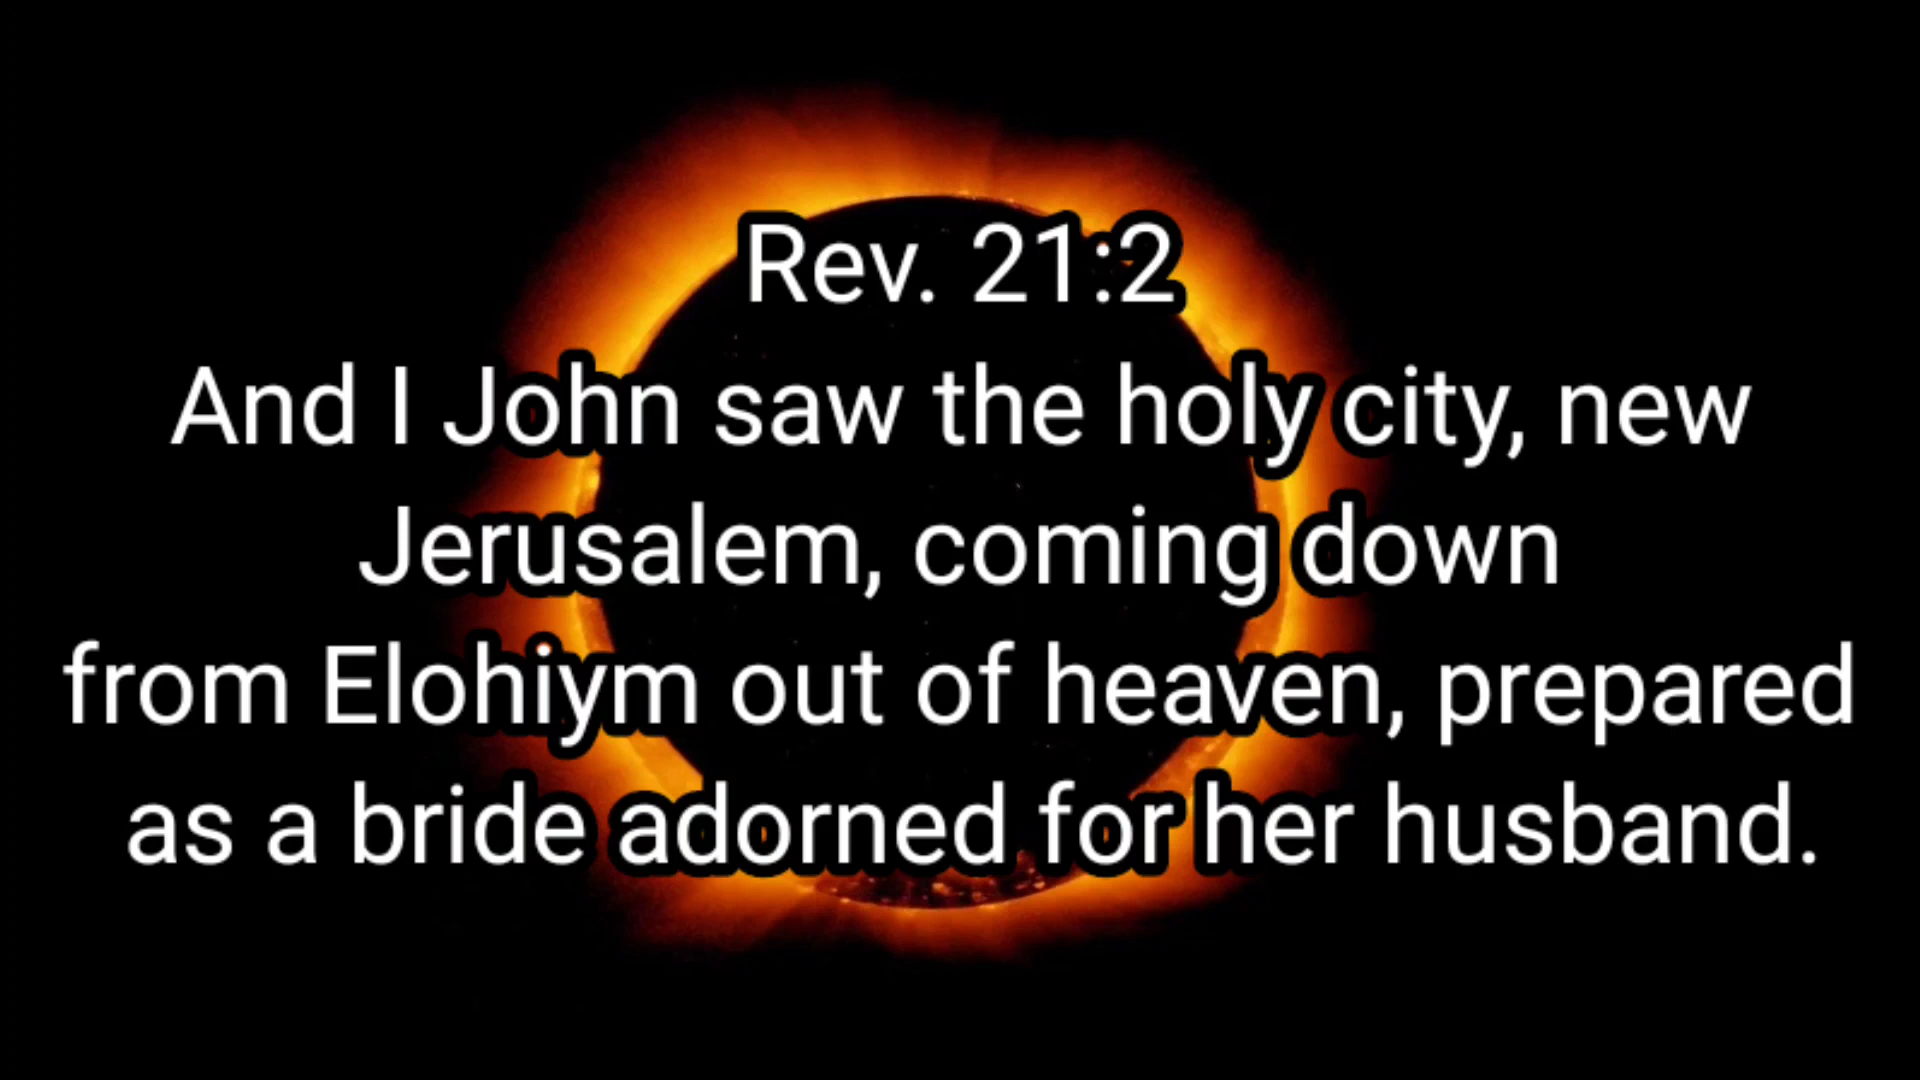 Rev. 21:2
And I John saw the holy city, new
Jerusalem, coming down
from Elohiym out of heaven, prepared
as a bride adorned for her husband.